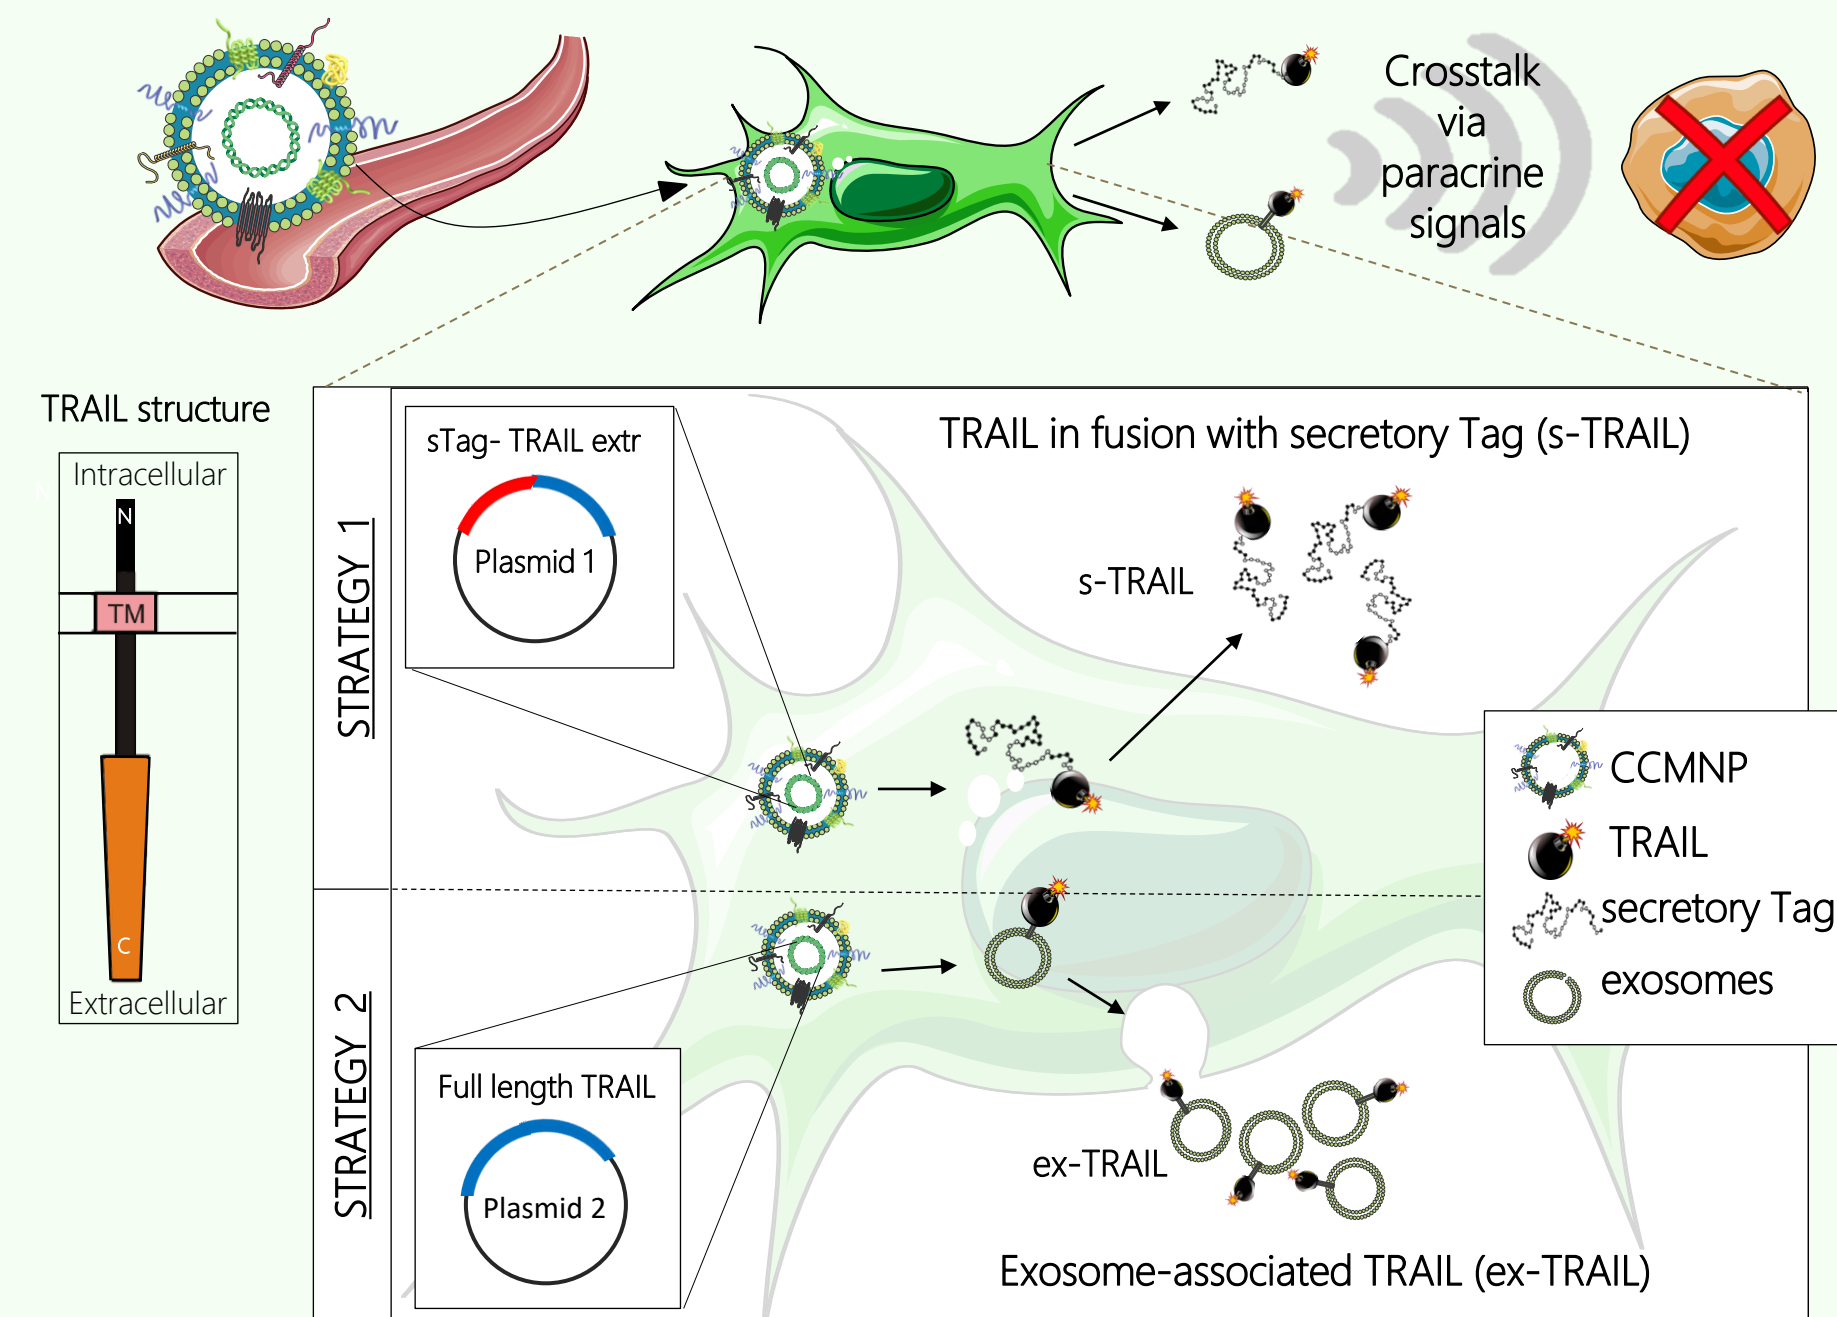 Crosstalk
via
paracrine
signals
TRAIL structure
Intracellular
N
N
TM
C
Extracellular
STRATEGY 1
sTag- TRAIL extr
Plasmid 1
TRAIL in fusion with secretory Tag (s-TRAIL)
s-TRAIL
CCMNP
TRAIL
secretory Tag
exosomes
STRATEGY 2
Full length TRAIL
Plasmid 2
ex-TRAIL
Exosome-associated TRAIL (ex-TRAIL)